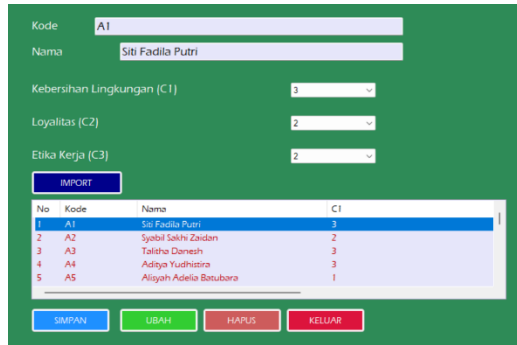 Kode A1
Nama Siti Fadila Putri
Kebersihan Lingkungan (C1) 3
Loyalitas (C2) 2
Etika Kerja (C3) 2
IMPORT
No Kode Nama C1
1 A1 Siti Fadila Putri 3
2 A2 Syabil Sakhi Zaidan 2
3 A3 Talitha Danesh 3
4 A4 Aditya Yudhistira 3
5 A5 Alisyah Adelia Batubara 1
SIMPAN UBAH HAPUS KELUAR